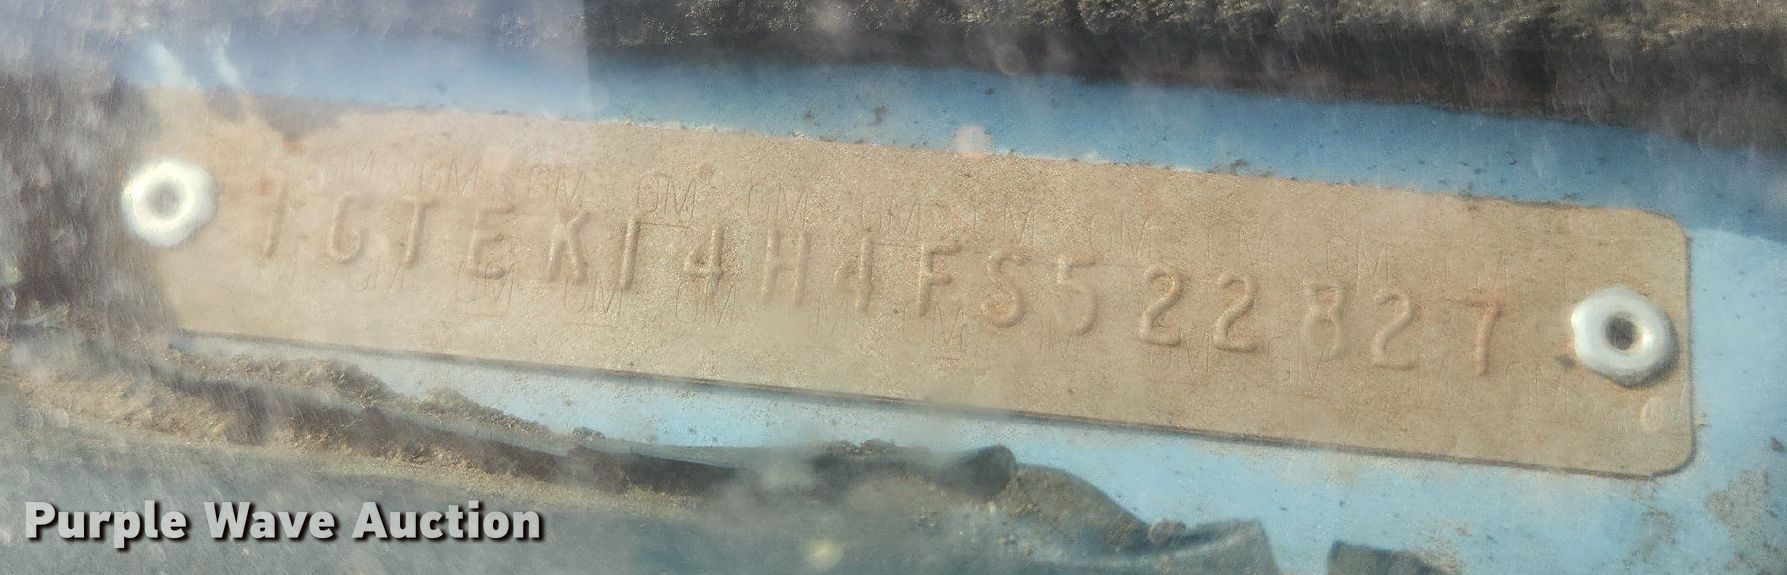 1GTEK14H4FS522827
Purple Wave Auction